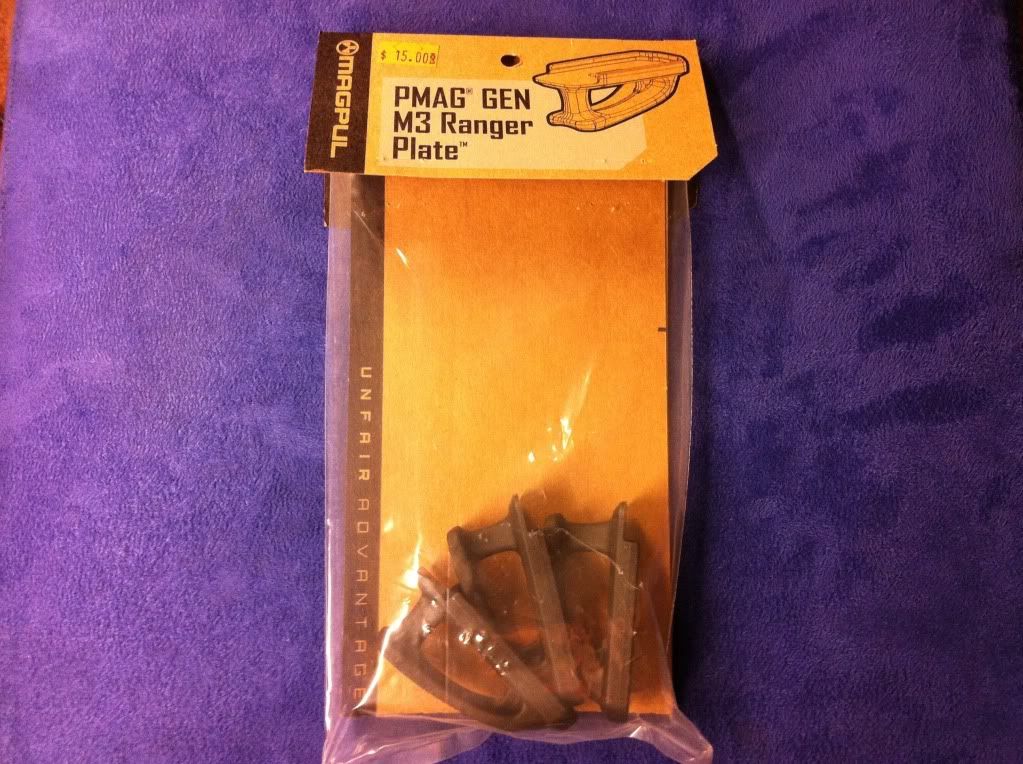 MAGPUL
$ 15.00
PMAG® GEN
M3 Ranger
Plate™
UNFAIR ADVANTAGE